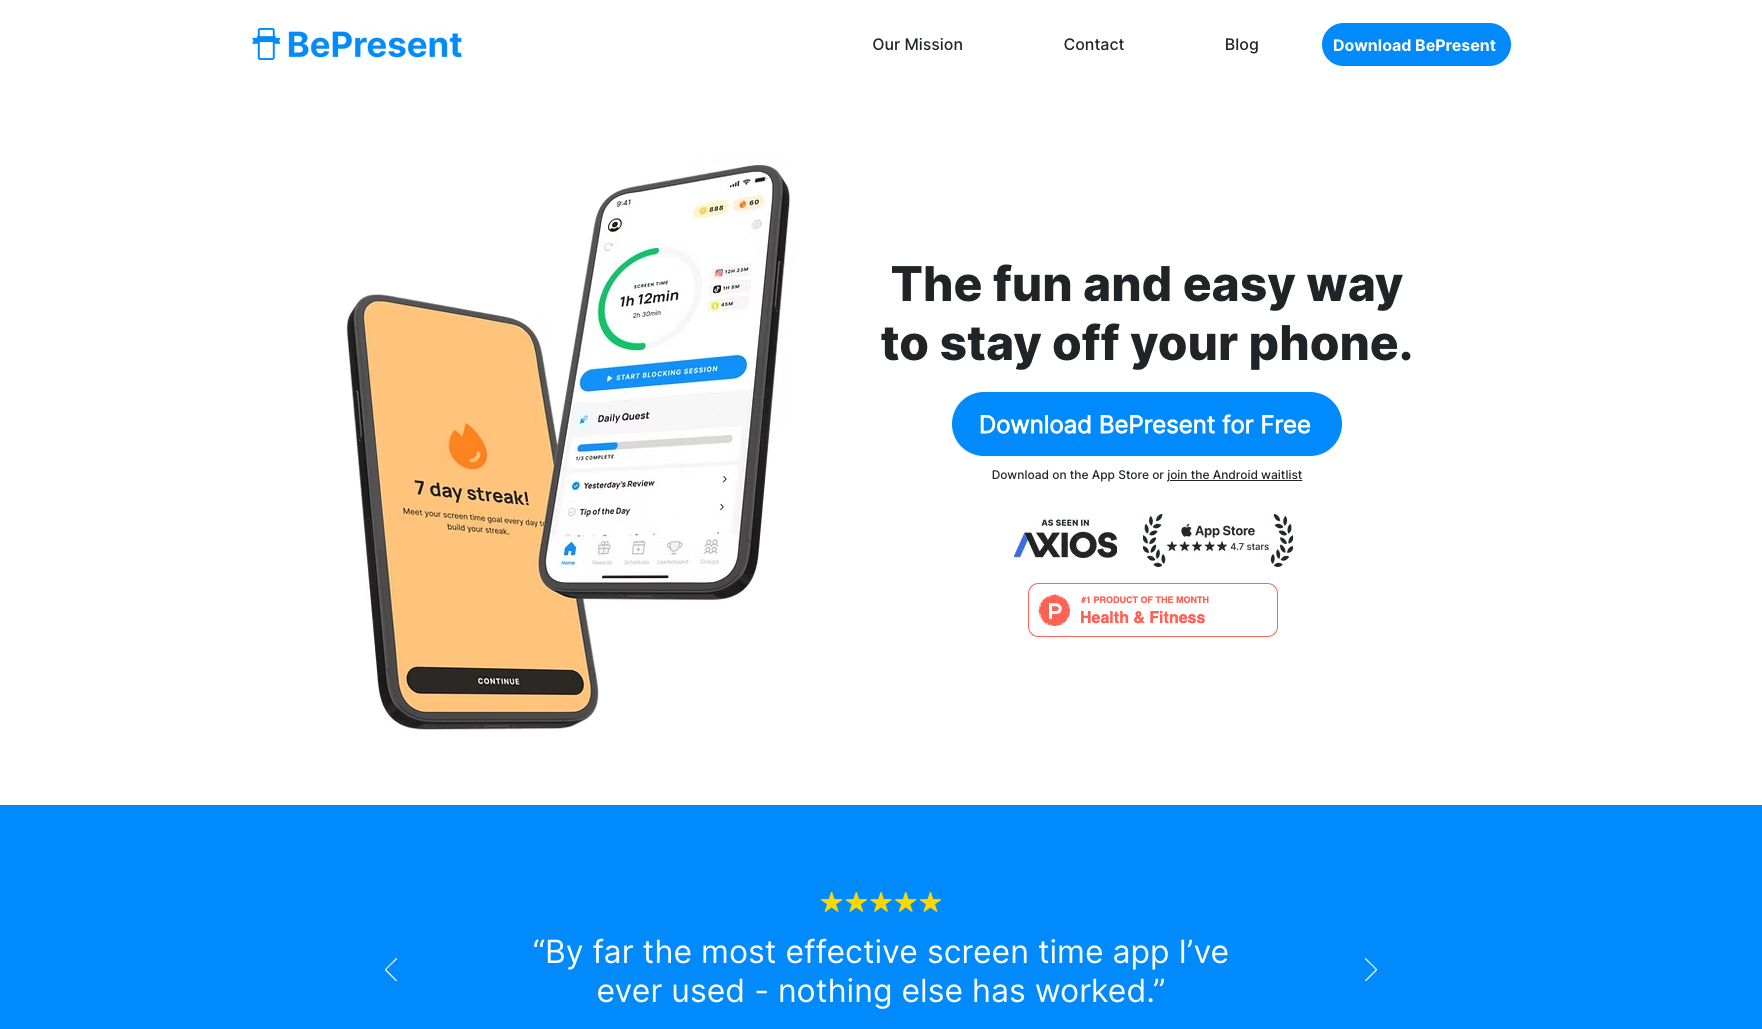 BePresent
Our Mission
Contact
Blog
Download BePresent
9:41
888
60
SCREEN TIME
1h 12min
2h 30min
12H 23M
1H 8M
45M
START BLOCKING SESSION
Daily Quest
1/3 COMPLETE
Yesterday's Review
Tip of the Day
Home
Rewards
Schedules
Leaderboard
Groups
7 day streak!
Meet your screen time goal every day to
build your streak.
CONTINUE
The fun and easy way
to stay off your phone.
Download BePresent for Free
Download on the App Store or join the Android waitlist
AS SEEN IN
AXIOS
App Store
4.7 stars
P
#1 PRODUCT OF THE MONTH
Health & Fitness
“By far the most effective screen time app I’ve
ever used - nothing else has worked.”